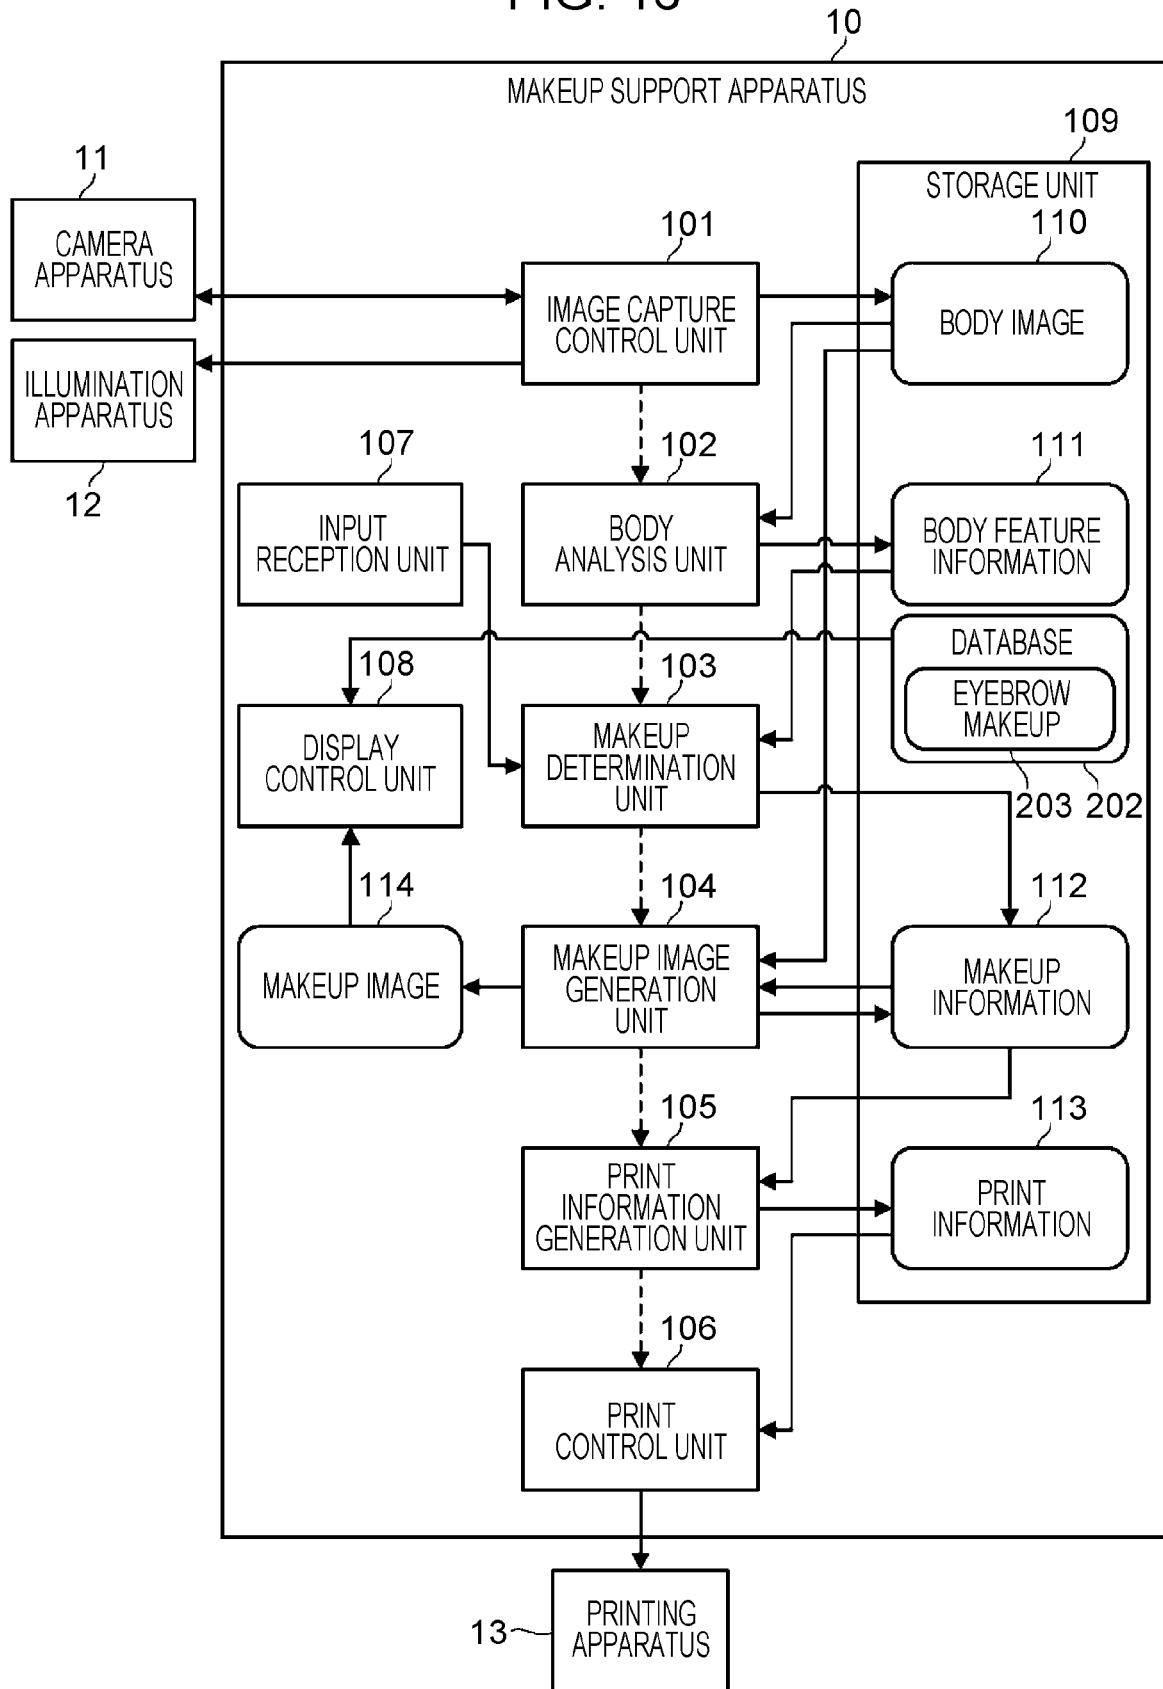 10
MAKEUP SUPPORT APPARATUS
109
STORAGE UNIT
11
CAMERA
APPARATUS
101
IMAGE CAPTURE
CONTROL UNIT
110
BODY IMAGE
ILLUMINATION
APPARATUS
12
107
INPUT
RECEPTION UNIT
102
BODY
ANALYSIS UNIT
111
BODY FEATURE
INFORMATION
DATABASE
EYEBROW
MAKEUP
203
202
108
DISPLAY
CONTROL UNIT
103
MAKEUP
DETERMINATION
UNIT
114
MAKEUP IMAGE
104
MAKEUP IMAGE
GENERATION
UNIT
112
MAKEUP
INFORMATION
105
PRINT
INFORMATION
GENERATION UNIT
113
PRINT
INFORMATION
106
PRINT
CONTROL UNIT
13
PRINTING
APPARATUS